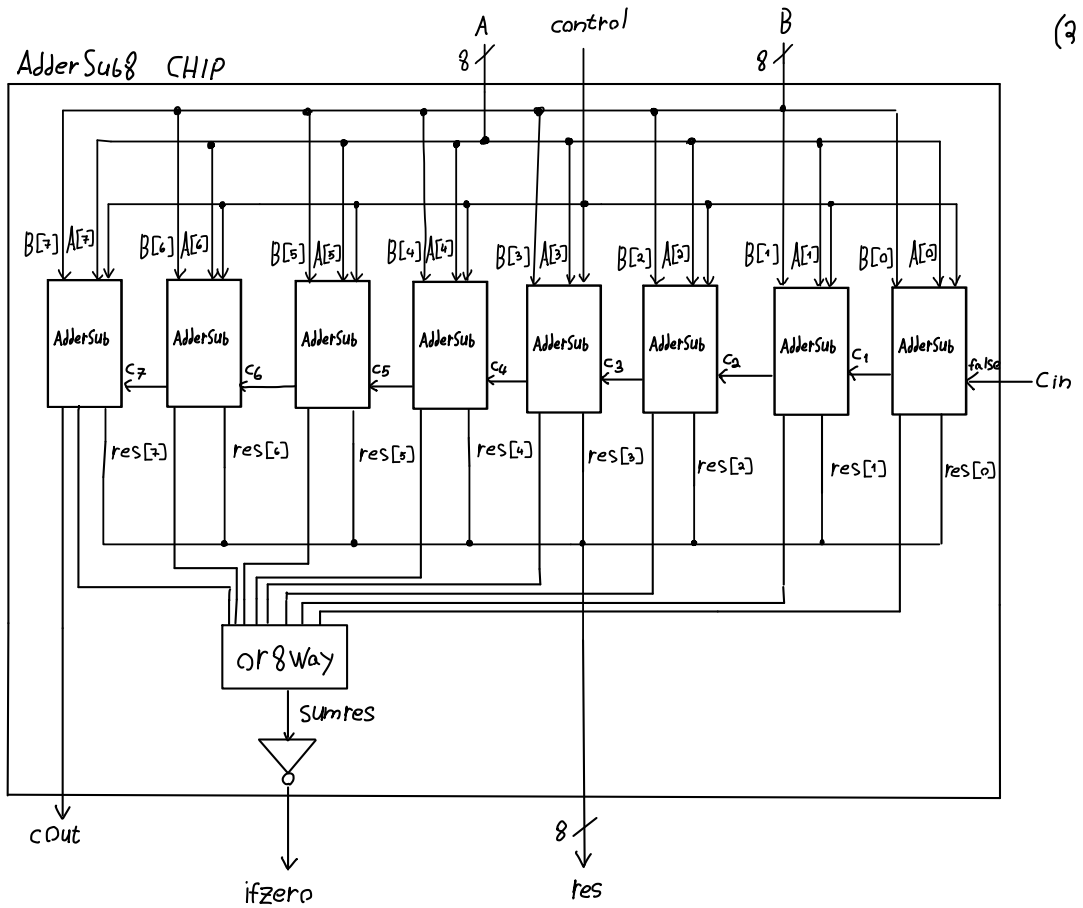 A control B (2
8 8
AdderSub8 CHIP
B[7] A[7] B[6] A[6] B[5] A[5] B[4] A[4] B[3] A[3] B[2] A[2] B[1] A[1] B[0] A[0]
AdderSub AdderSub AdderSub AdderSub AdderSub AdderSub AdderSub AdderSub
c7 c6 c5 c4 c3 c2 c1 false Cin
res[7] res[6] res[5] res[4] res[3] res[2] res[1] res[0]
or8Way
sumres
cOut 8
ifzero res